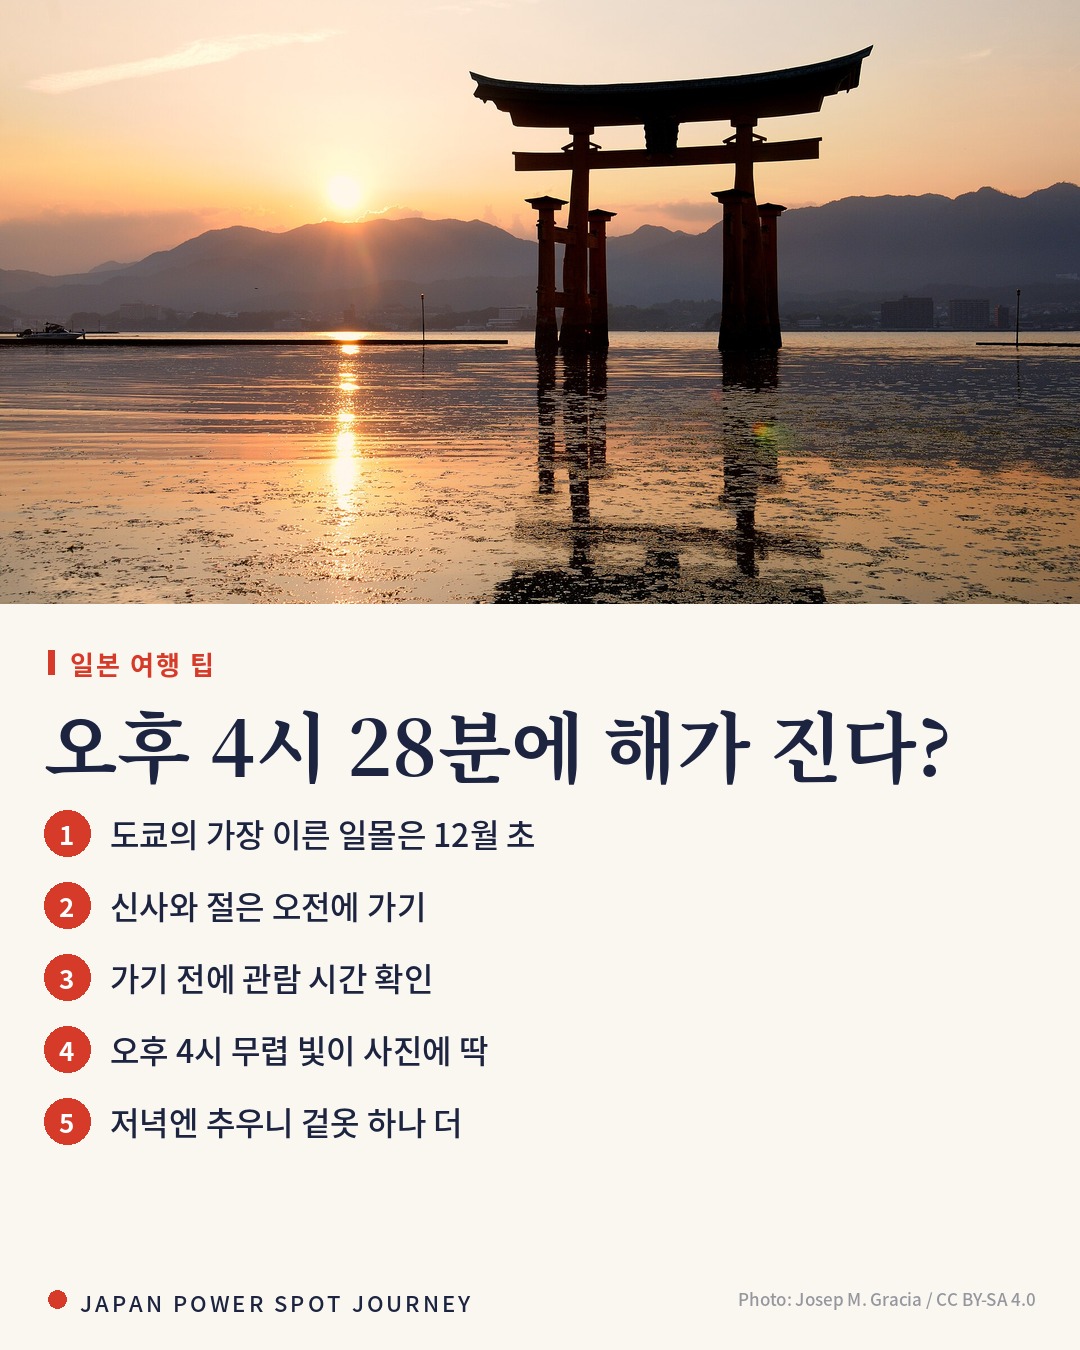 일본 여행 팁
오후 4시 28분에 해가 진다?
1 도쿄의 가장 이른 일몰은 12월 초
2 신사와 절은 오전에 가기
3 가기 전에 관람 시간 확인
4 오후 4시 무렵 빛이 사진에 딱
5 저녁엔 추우니 겉옷 하나 더
JAPAN POWER SPOT JOURNEY
Photo: Josep M. Gracia / CC BY-SA 4.0